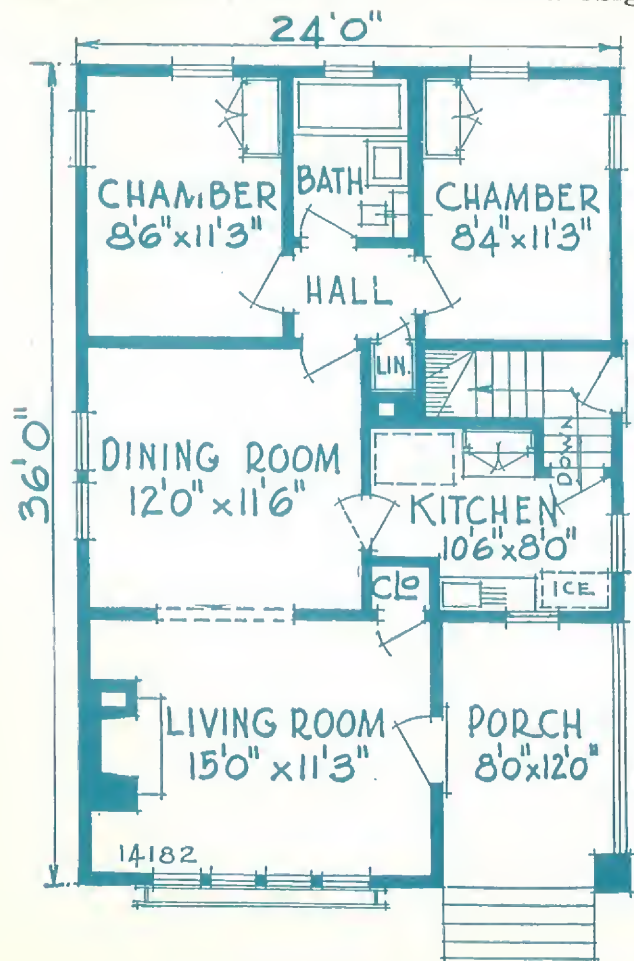 24'0"
36'0"
CHAMBER
8'6"x11'3"
BATH
CHAMBER
8'4"x11'3"
HALL
LIN.
DINING ROOM
12'0"x11'6"
DOWN
KITCHEN
10'6"x8'0"
ICE
Clo
LIVING ROOM
15'0"x11'3"
PORCH
8'0"x12'0"
14182